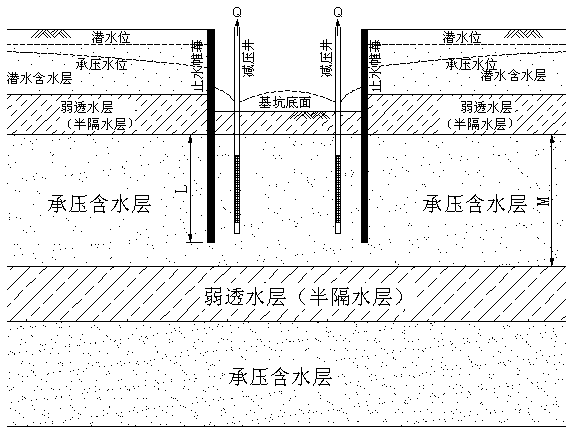 Q
Q
潜水位
止水帷幕
减压井
减压井
止水帷幕
潜水位
承压水位
承压水位
潜水含水层
潜水含水层
基坑底面
弱透水层
（半隔水层）
弱透水层
（半隔水层）
承压含水层
L
承压含水层
M
弱透水层（半隔水层）
承压含水层